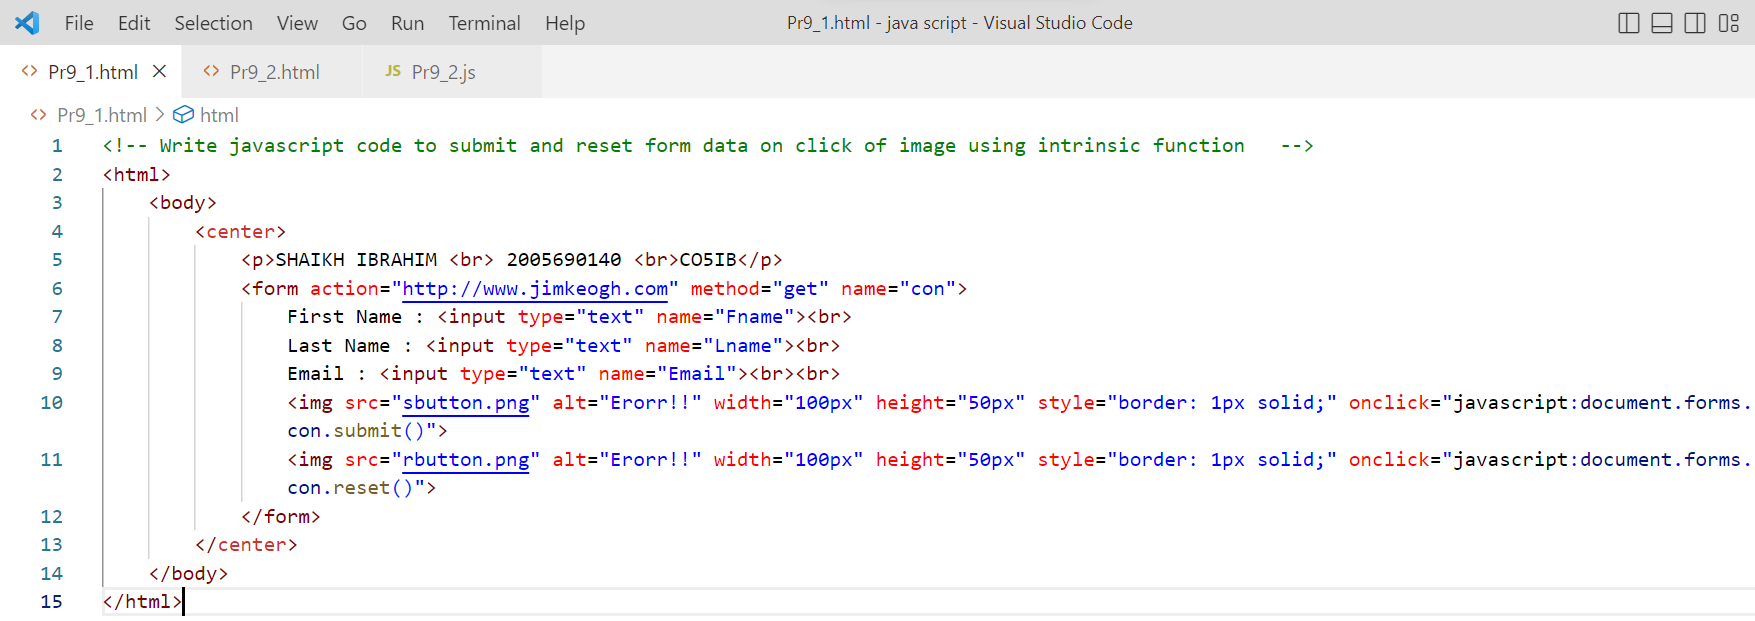 File Edit Selection View Go Run Terminal Help Pr9_1.html - java script - Visual Studio Code
<> Pr9_1.html × <> Pr9_2.html JS Pr9_2.js
<> Pr9_1.html > html
1 <!-- Write javascript code to submit and reset form data on click of image using intrinsic function   -->
2 <html>
3     <body>
4         <center>
5             <p>SHAIKH IBRAHIM <br> 2005690140 <br>CO5IB</p>
6             <form action="http://www.jimkeogh.com" method="get" name="con">
7                 First Name : <input type="text" name="Fname"><br>
8                 Last Name : <input type="text" name="Lname"><br>
9                 Email : <input type="text" name="Email"><br><br>
10                 <img src="sbutton.png" alt="Erorr!!" width="100px" height="50px" style="border: 1px solid;" onclick="javascript:document.forms.
con.submit()">
11                 <img src="rbutton.png" alt="Erorr!!" width="100px" height="50px" style="border: 1px solid;" onclick="javascript:document.forms.
con.reset()">
12             </form>
13         </center>
14     </body>
15 </html>